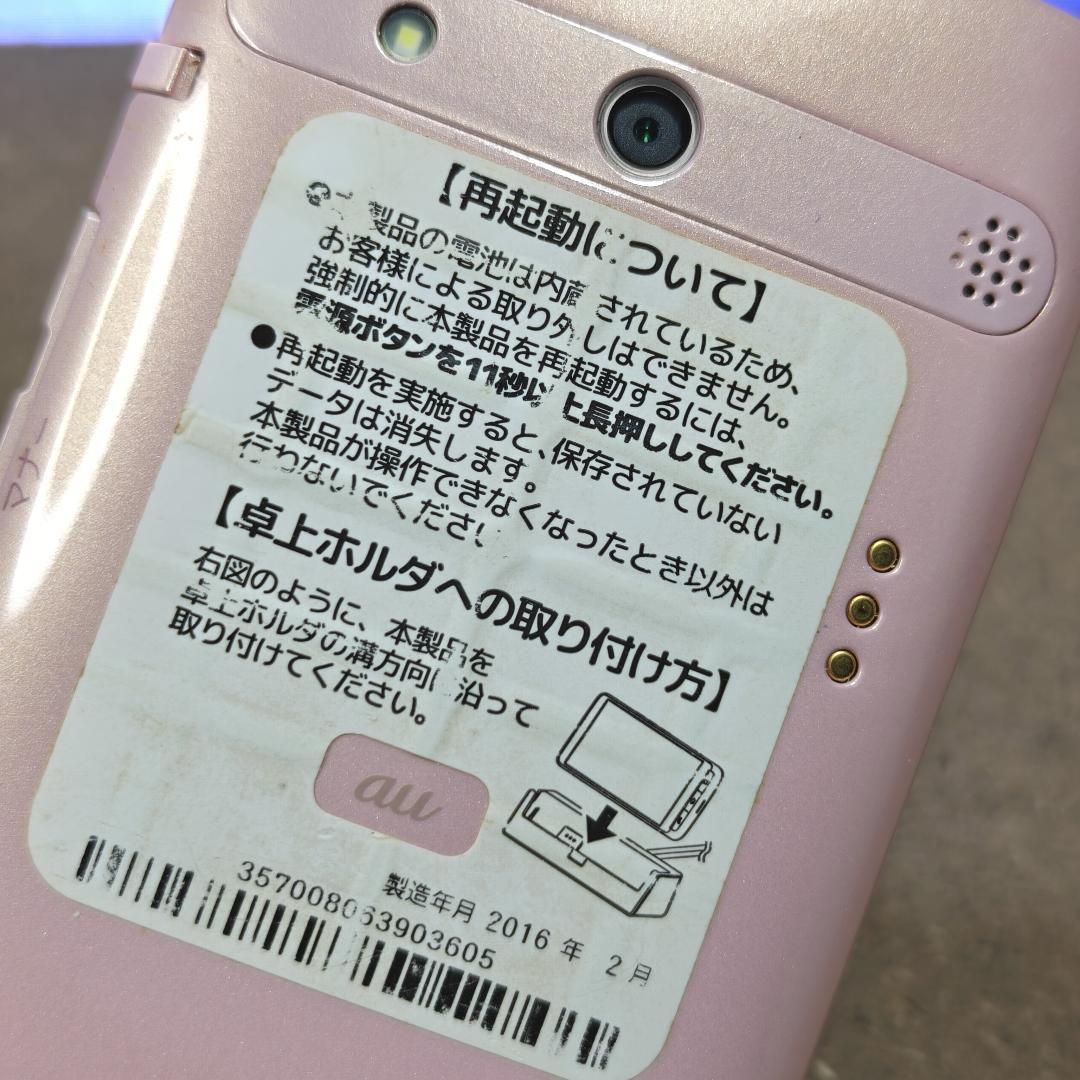 【再起動について】
●本製品の電池は内蔵されているため、
お客様による取り外しはできません。
強制的に本製品を再起動するには、
電源ボタンを11秒以上長押ししてください。
●再起動を実施すると、保存されていない
データは消失します。
本製品が操作できなくなったとき以外は
行わないでください
【卓上ホルダへの取り付け方】
右図のように、本製品を
卓上ホルダの溝方向に沿って
取り付けてください。
au
製造年月 2016 年 2 月
357008063903605
マナー